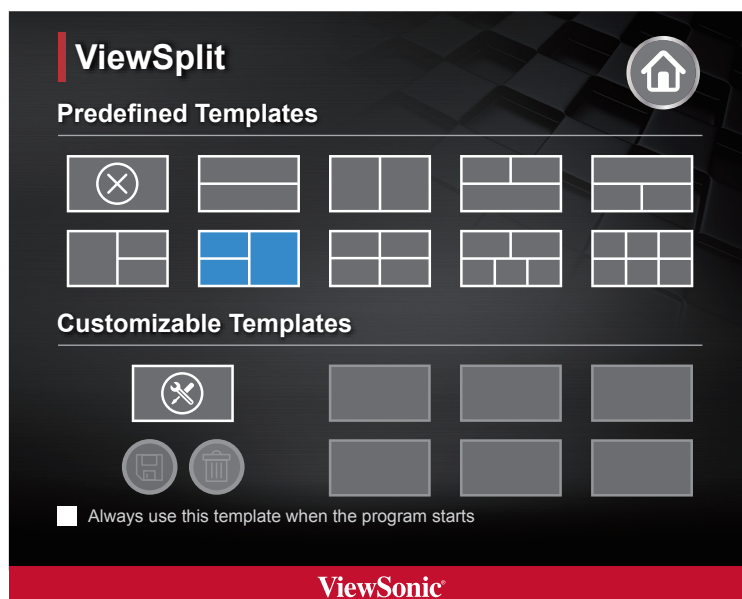 ViewSplit
Predefined Templates
Customizable Templates
Always use this template when the program starts
ViewSonic®